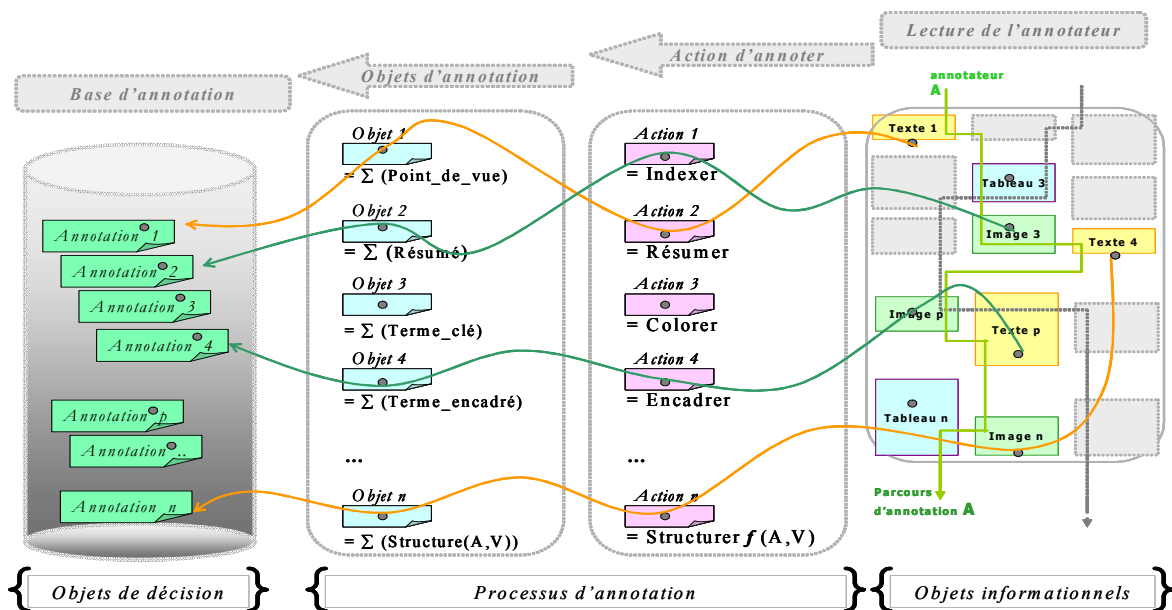 Lecture de l'annotateur
Action d'annoter
Objets d'annotation
Base d'annotation
annotateur
A
Objet 1
= Σ (Point_de_vue)
Objet 2
= Σ (Résumé)
Objet 3
= Σ (Terme_clé)
Objet 4
= Σ (Terme_encadré)
...
Objet n
= Σ (Structure(A,V))
Action 1
= Indexer
Action 2
= Résumer
Action 3
= Colorer
Action 4
= Encadrer
...
Action n
= Structurer f (A,V)
Texte 1
Tableau 3
Image 3
Texte 4
Image p
Texte p
Tableau n
Image n
Parcours
d'annotation A
Annotation 1
Annotation 2
Annotation 3
Annotation 4
Annotation p
Annotation ..
Annotation n
Objets de décision
Processus d'annotation
Objets informationnels